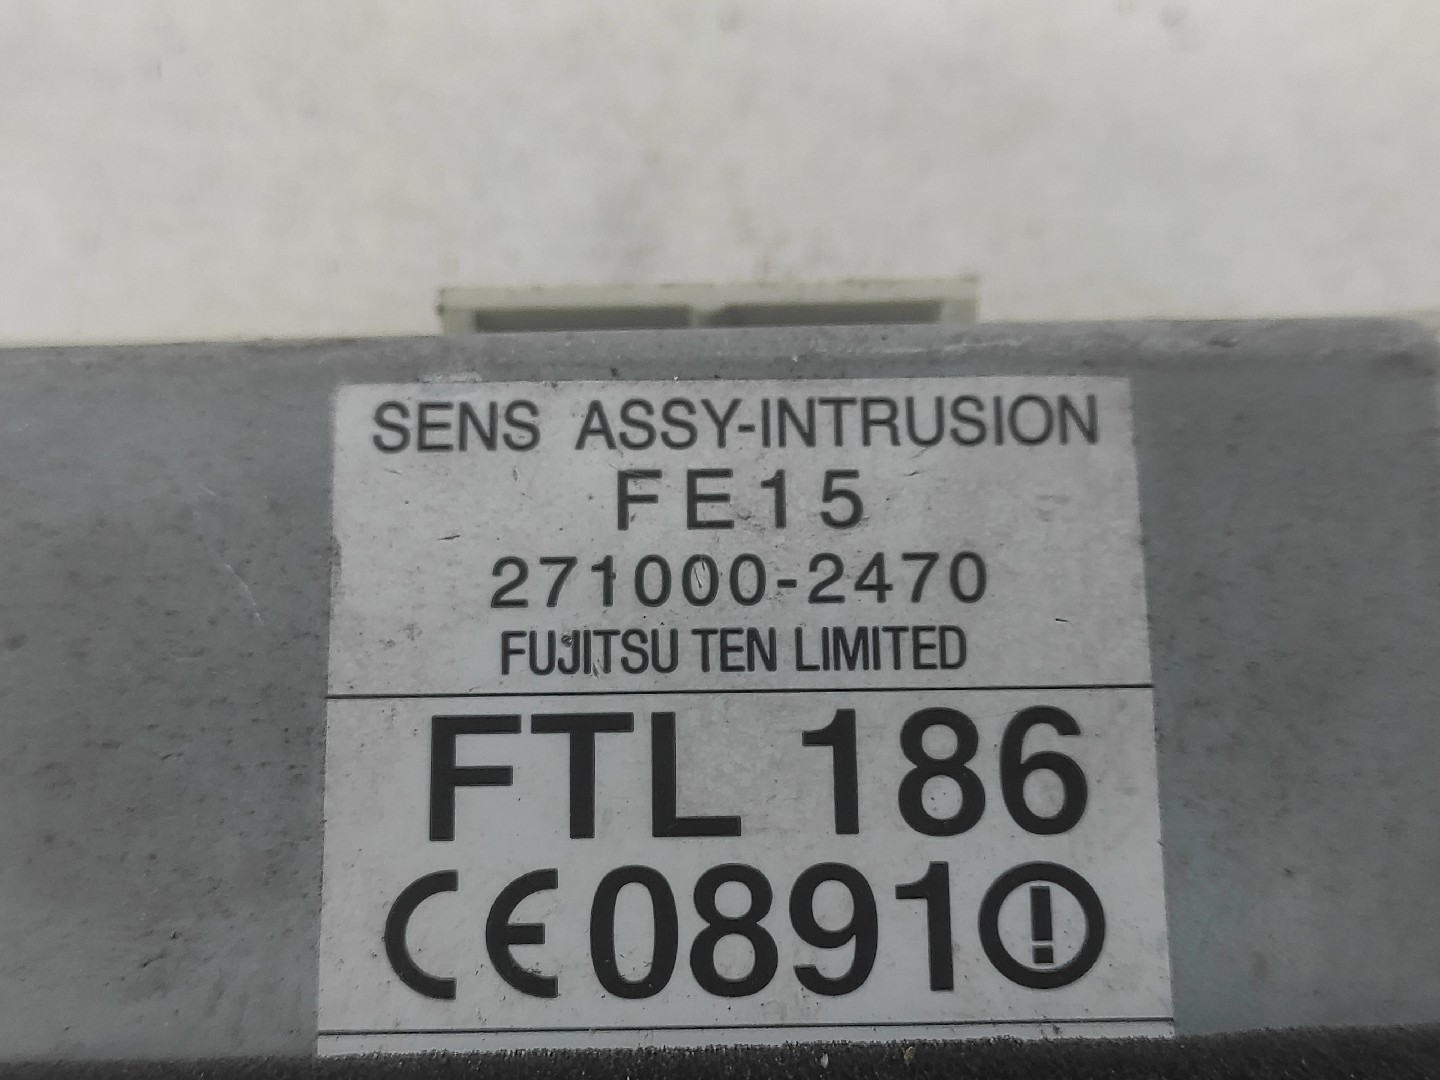 SENS ASSY-INTRUSION
FE15
271000-2470
FUJITSU TEN LIMITED
FTL 186
CE0891!